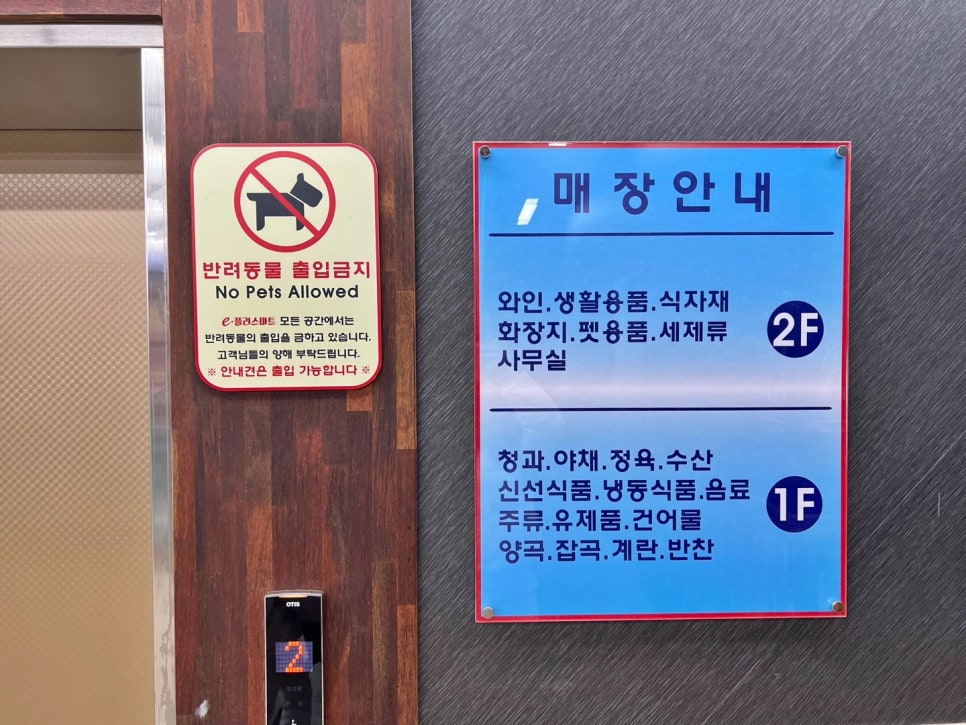 반려동물 출입금지
No Pets Allowed
e-플러스마트 모든 공간에서는
반려동물의 출입을 금하고 있습니다.
고객님들의 양해 부탁드립니다.
※ 안내견은 출입 가능합니다 ※
매장안내
와인.생활용품.식자재
화장지.펫용품.세제류
사무실
2F
청과.야채.정육.수산
신선식품.냉동식품.음료
주류.유제품.건어물
양곡.잡곡.계란.반찬
1F
OTIS
2